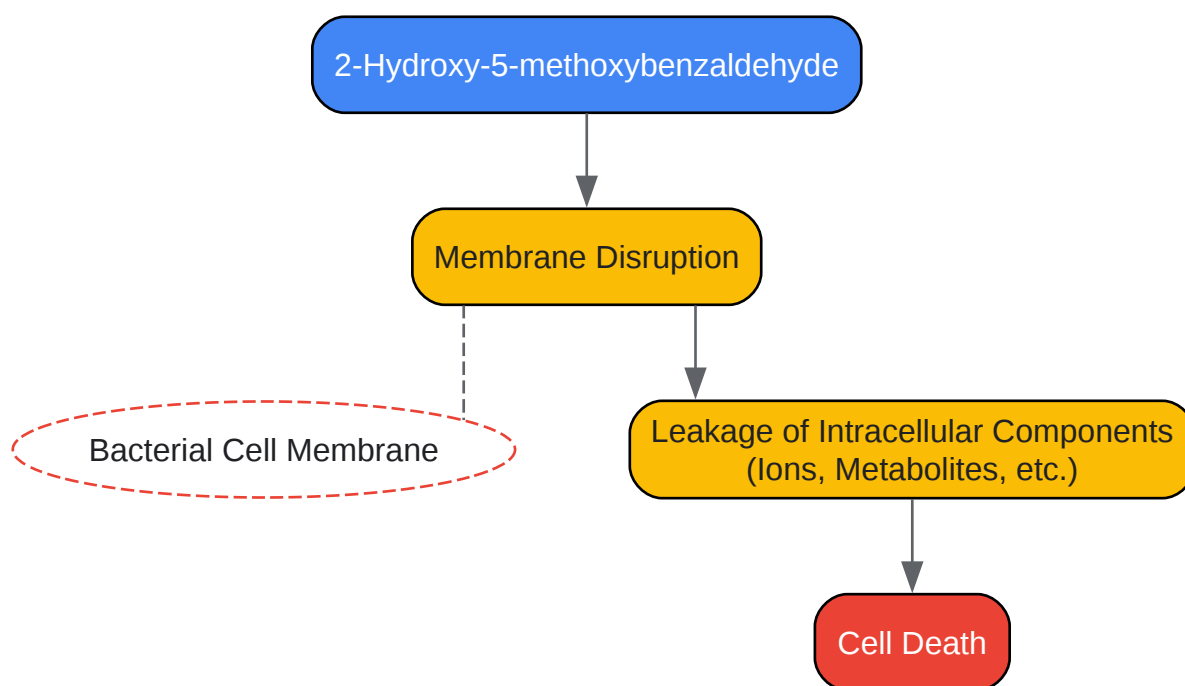 2-Hydroxy-5-methoxybenzaldehyde
Membrane Disruption
Bacterial Cell Membrane
Leakage of Intracellular Components
(Ions, Metabolites, etc.)
Cell Death